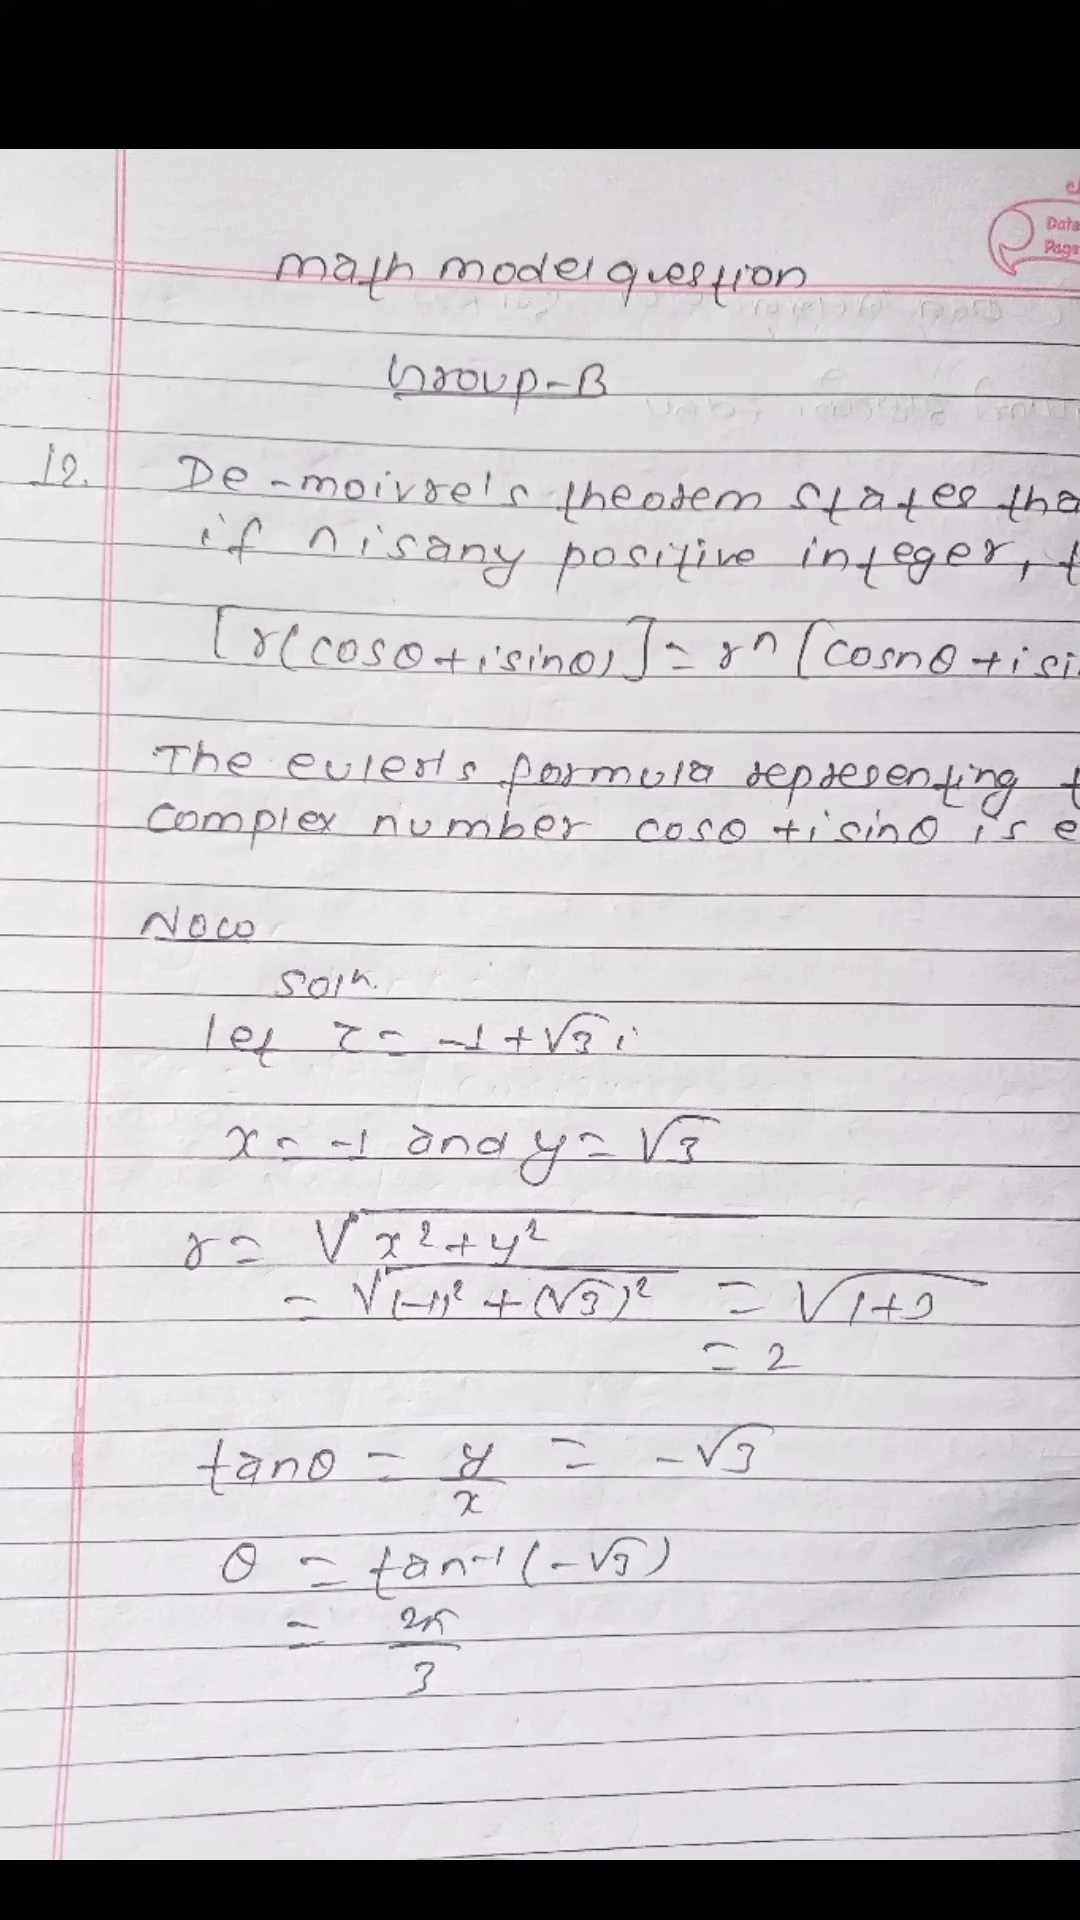 Data
Page
math model question
Group-B
12. De-moivre's theorem states tha
if n is any positive integer, t
[r(cosθ+isinθ)]=rⁿ[cosnθ+isi
The euler's formula representing t
complex number cosθ+isinθ is e
Now
Solⁿ.
let z = -1+√3i
x = -1 and y = √3
r = √x²+y²
= √(-1)²+(√3)² = √1+3
= 2
tanθ = y/x = -√3
θ = tan⁻¹(-√3)
= 2π/3